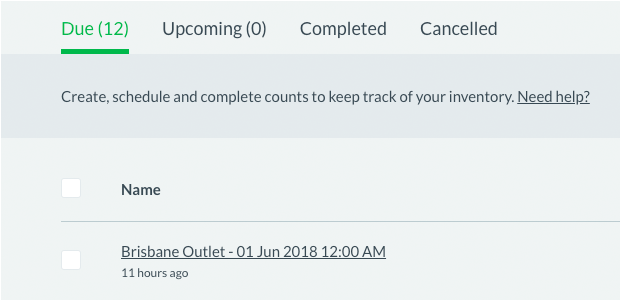 Due (12) Upcoming (0) Completed Cancelled
Create, schedule and complete counts to keep track of your inventory. Need help?
Name
Brisbane Outlet - 01 Jun 2018 12:00 AM
11 hours ago